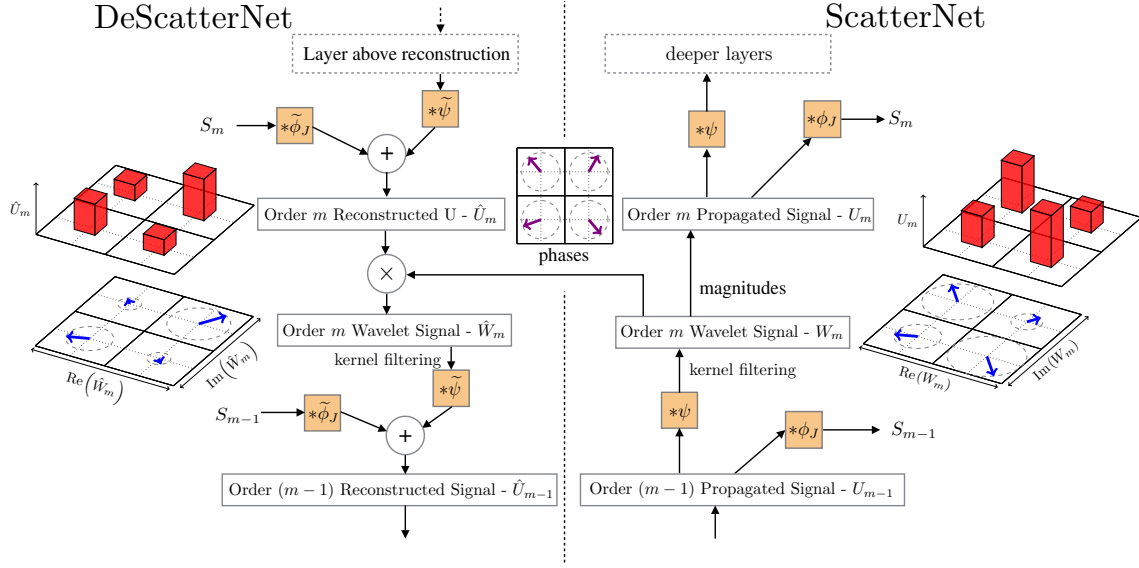 DeScatterNet
ScatterNet
Layer above reconstruction
deeper layers
∗ψ̃
S_m
∗ϕ̃_J
+
∗ψ
∗ϕ_J
S_m
Û_m
Order m Reconstructed U - Û_m
phases
Order m Propagated Signal - U_m
U_m
×
magnitudes
Order m Wavelet Signal - Ŵ_m
Order m Wavelet Signal - W_m
kernel filtering
kernel filtering
Re(Ŵ_m)
Im(Ŵ_m)
Re(W_m)
Im(W_m)
∗ψ̃
S_{m−1}
∗ϕ̃_J
+
∗ψ
∗ϕ_J
S_{m−1}
Order (m − 1) Reconstructed Signal - Û_{m−1}
Order (m − 1) Propagated Signal - U_{m−1}